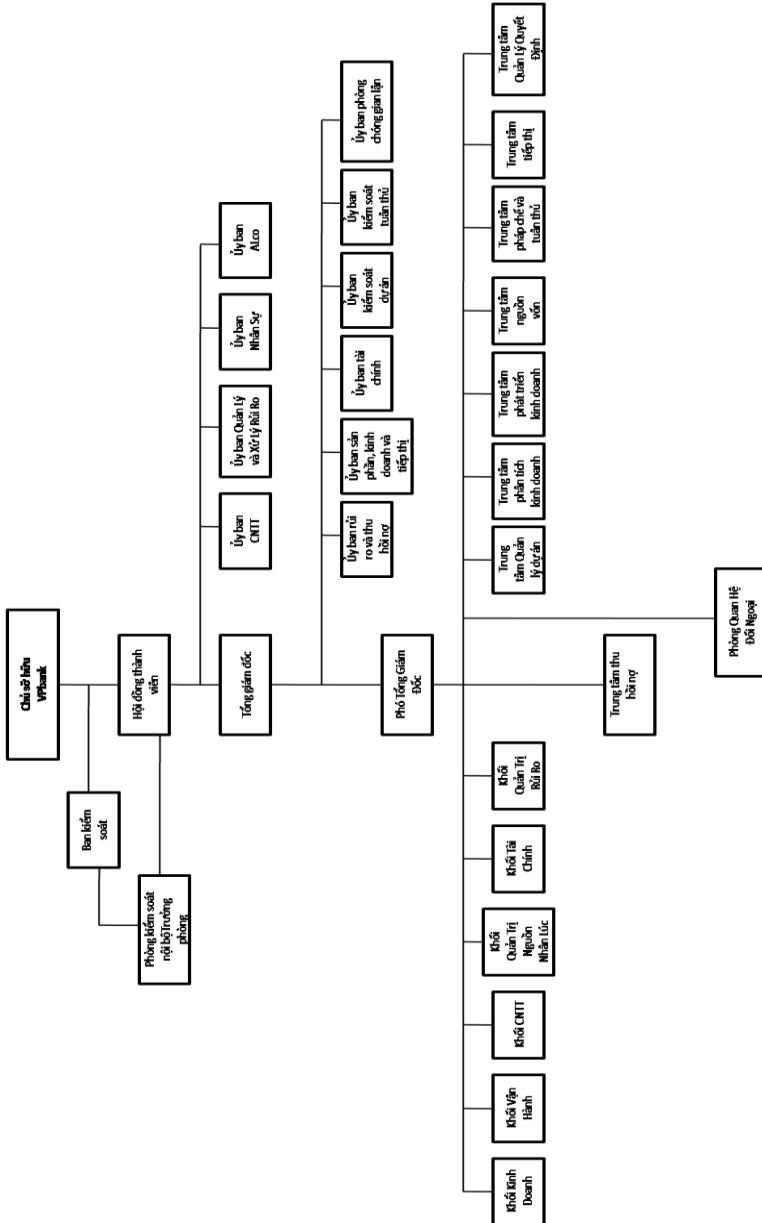 Chủ sở hữu
VPbank
Ban kiểm
soát
Hội đồng thành
viên
Phòng kiểm soát
nội bộ Trưởng
phòng
Ủy ban
CNTT
Ủy ban Quản Lý
và Xử Lý Rủi Ro
Ủy ban
Nhân Sự
Ủy ban
ALco
Tổng giám đốc
Ủy ban rủi
ro và thu
hồi nợ
Ủy ban sản
phần, kinh
doanh và
tiếp thị
Ủy ban tài
chính
Ủy ban
kiểm soát
dự án
Ủy ban
kiểm soát
tuân thủ
Ủy ban phòng
chóng gian lận
Phó Tổng Giám
Đốc
Khối Kinh
Doanh
Khối Vận
Hành
Khối CNTT
Khối
Quản Trị
Nguồn
Nhân Lúc
Khối Tài
Chính
Khối
Quản Trị
Rủi Ro
Trung
tâm Quản
lý dự án
Trung tâm
phân tích
kinh doanh
Trung tâm
phát triển
kinh doanh
Trung tâm
nguồn
vốn
Trung tâm
pháp chế và
tuân thủ
Trung tâm
tiếp thị
Trung tâm
Quản Lý Quyết
Định
Trung tâm thu
hồi nợ
Phòng Quan Hệ
Đối Ngoại